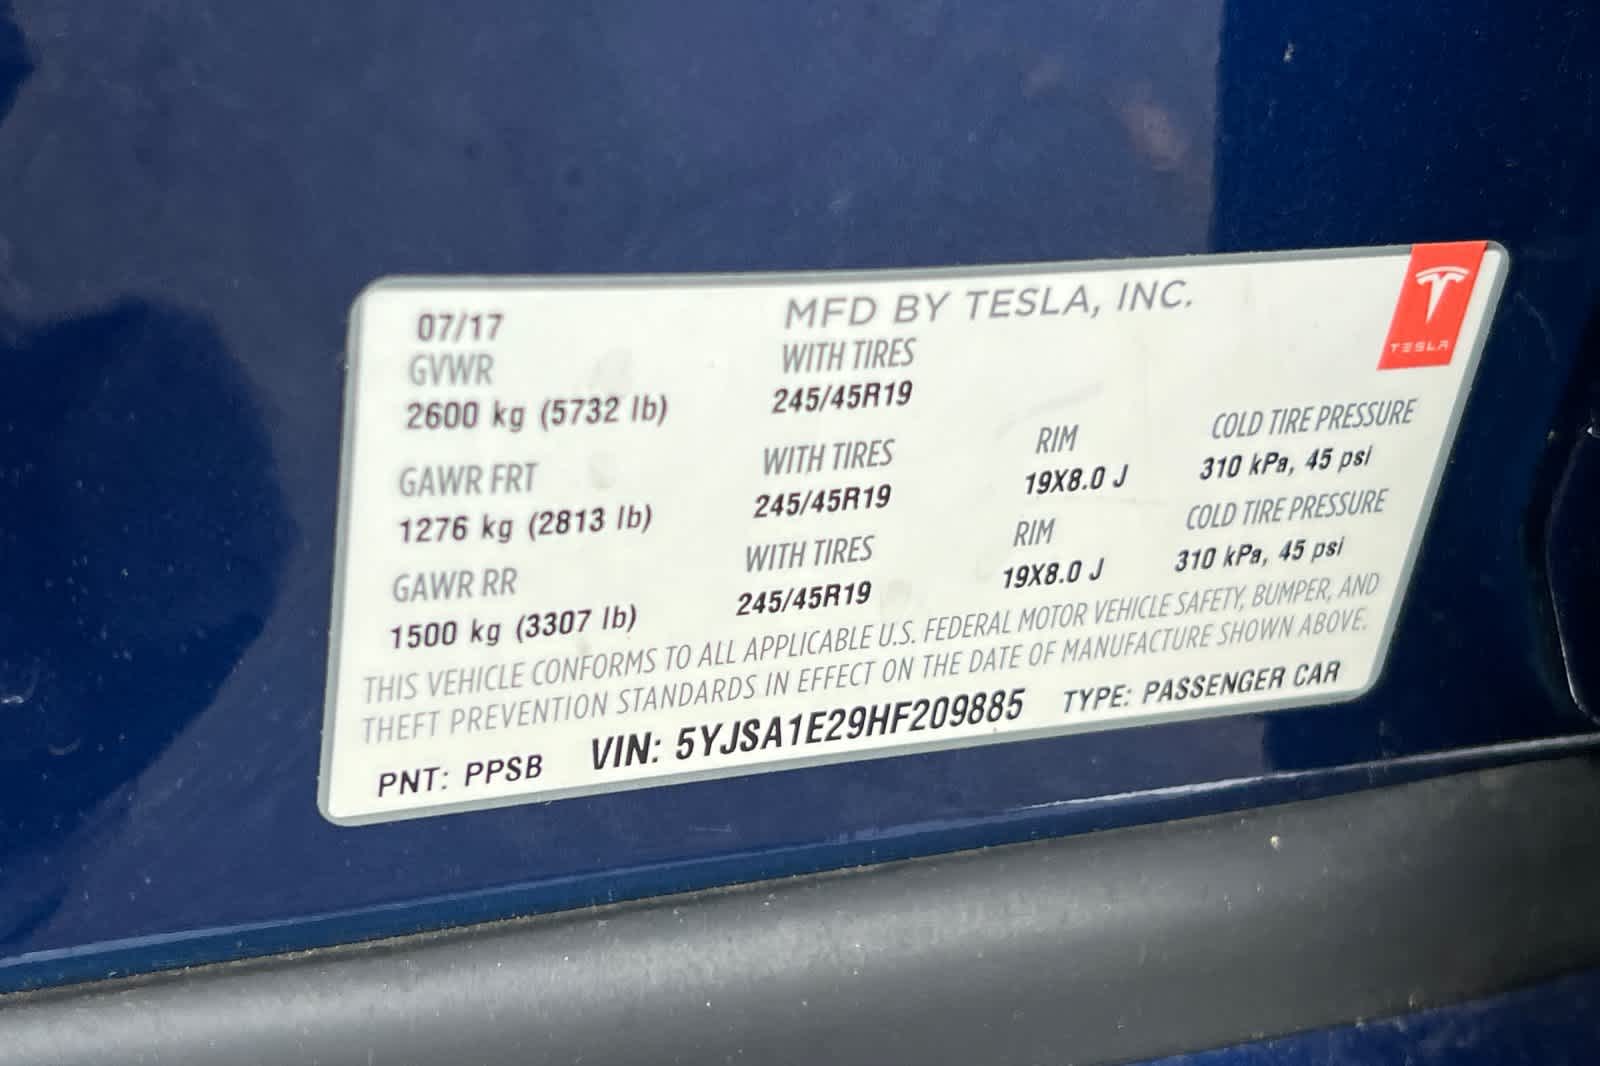 07/17 MFD BY TESLA, INC.
GVWR WITH TIRES
2600 kg (5732 lb) 245/45R19
GAWR FRT WITH TIRES RIM COLD TIRE PRESSURE
1276 kg (2813 lb) 245/45R19 19X8.0 J 310 kPa, 45 psi
GAWR RR WITH TIRES RIM COLD TIRE PRESSURE
1500 kg (3307 lb) 245/45R19 19X8.0 J 310 kPa, 45 psi
THIS VEHICLE CONFORMS TO ALL APPLICABLE U.S. FEDERAL MOTOR VEHICLE SAFETY, BUMPER, AND
THEFT PREVENTION STANDARDS IN EFFECT ON THE DATE OF MANUFACTURE SHOWN ABOVE.
PNT: PPSB VIN: 5YJSA1E29HF209885 TYPE: PASSENGER CAR
TESLA